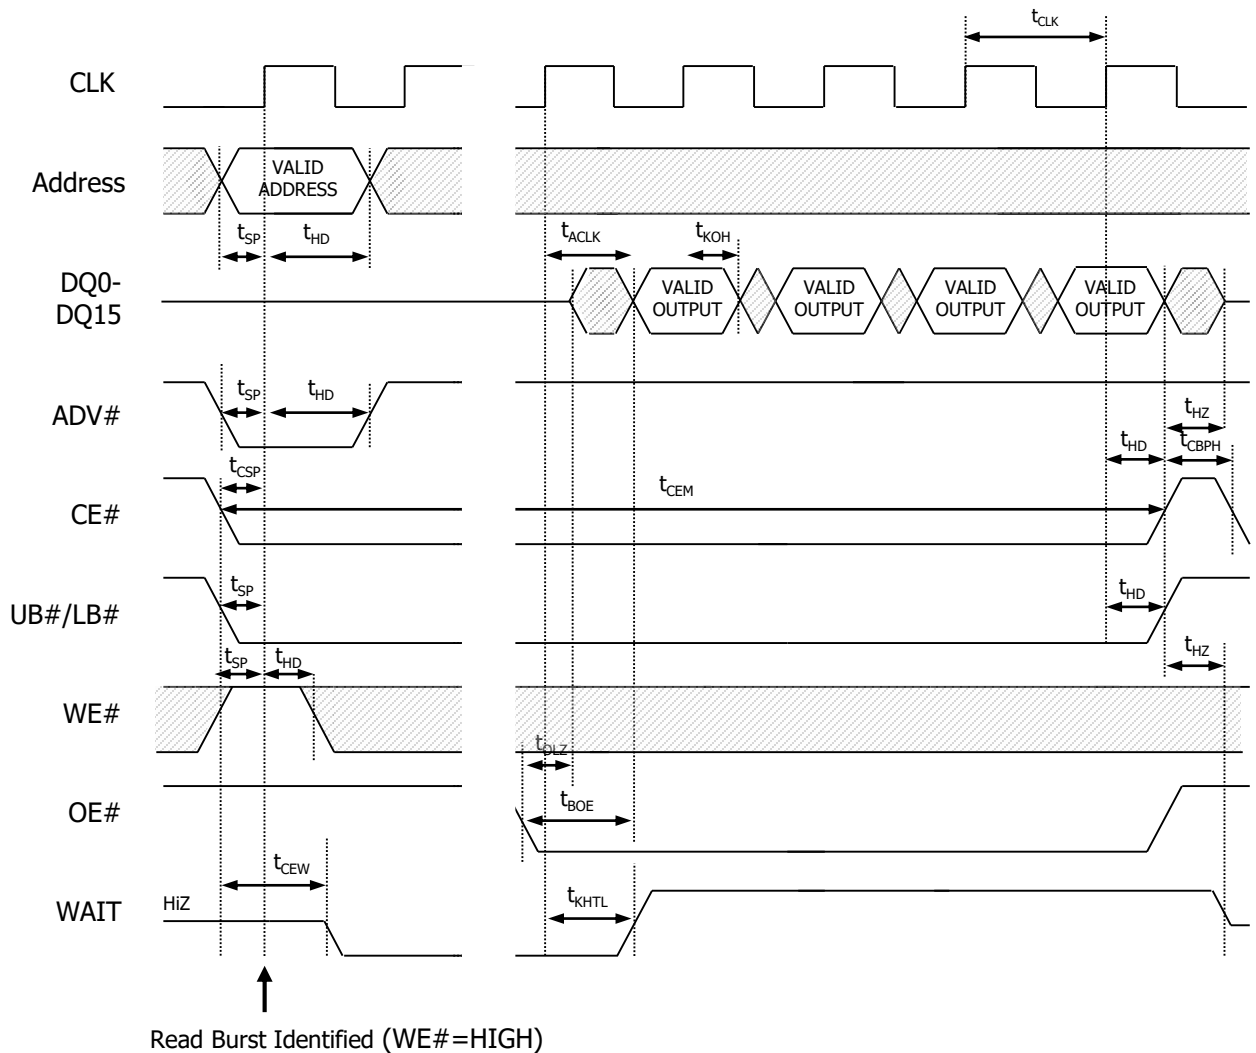 tCLK
CLK
Address
VALID
ADDRESS
tSP
tHD
tACLK
tKOH
DQ0-
DQ15
VALID
OUTPUT
VALID
OUTPUT
VALID
OUTPUT
VALID
OUTPUT
ADV#
tSP
tHD
tHZ
tHD
tCBPH
CE#
tCSP
tCEM
UB#/LB#
tSP
tHD
tHZ
tSP
tHD
WE#
tOLZ
OE#
tBOE
tCEW
WAIT
HiZ
tKHTL
Read Burst Identified (WE#=HIGH)